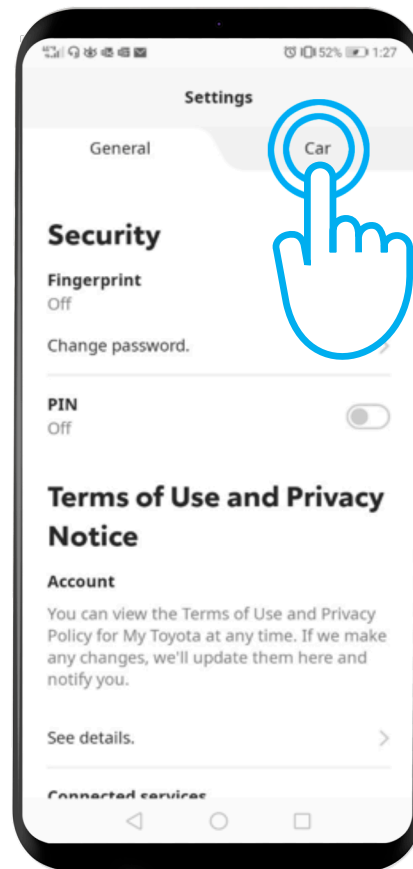 52% 1:27
Settings
General
Car
Security
Fingerprint
Off
Change password.
PIN
Off
Terms of Use and Privacy
Notice
Account
You can view the Terms of Use and Privacy
Policy for My Toyota at any time. If we make
any changes, we'll update them here and
notify you.
See details.
Connected services